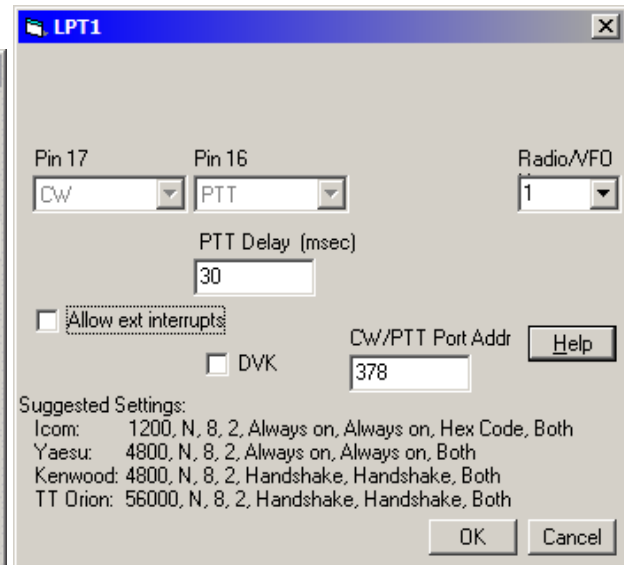 LPT1
Pin 17 Pin 16 Radio/VFO
CW PTT 1
PTT Delay (msec)
30
Allow ext interrupts
CW/PTT Port Addr Help
DVK
378
Suggested Settings:
Icom: 1200, N, 8, 2, Always on, Always on, Hex Code, Both
Yaesu: 4800, N, 8, 2, Always on, Always on, Both
Kenwood: 4800, N, 8, 2, Handshake, Handshake, Both
TT Orion: 56000, N, 8, 2, Handshake, Handshake, Both
OK Cancel